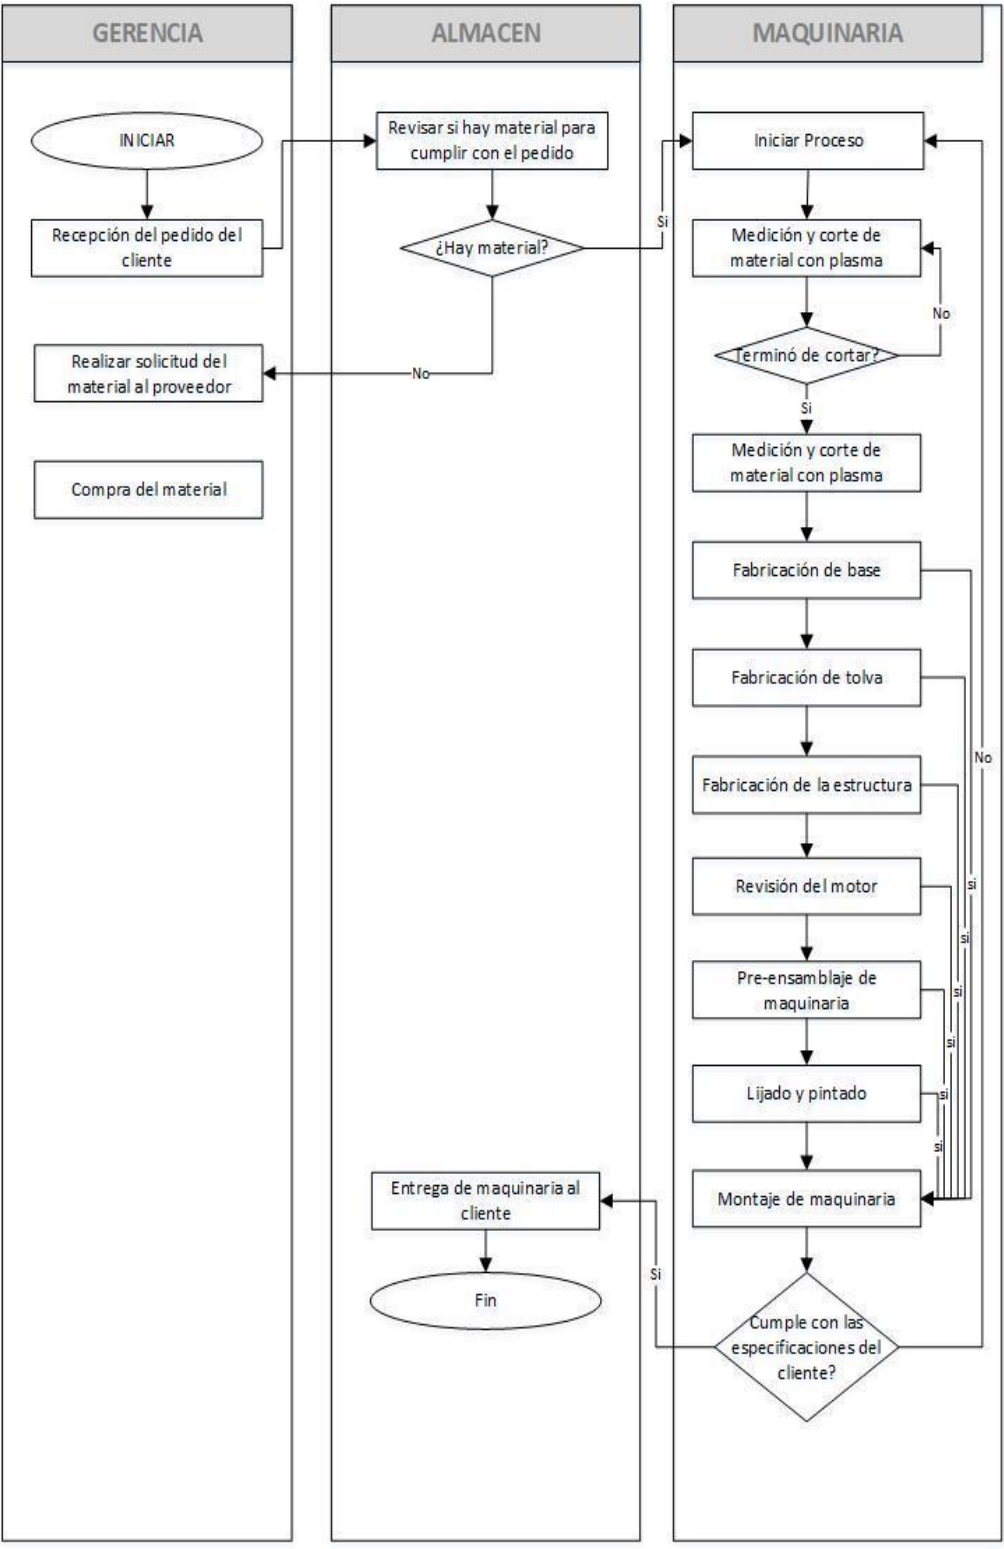 GERENCIA
INICIAR
Recepción del pedido del
cliente
Realizar solicitud del
material al proveedor
Compra del material
ALMACEN
Revisar si hay material para
cumplir con el pedido
¿Hay material?
Si
No
Entrega de maquinaria al
cliente
Fin
Si
MAQUINARIA
Iniciar Proceso
Medición y corte de
material con plasma
No
Terminó de cortar?
Si
Medición y corte de
material con plasma
Fabricación de base
Fabricación de tolva
No
Fabricación de la estructura
Revisión del motor
si
si
Pre-ensamblaje de
maquinaria
si
si
Lijado y pintado
si
si
Montaje de maquinaria
Cumple con las
especificaciones del
cliente?